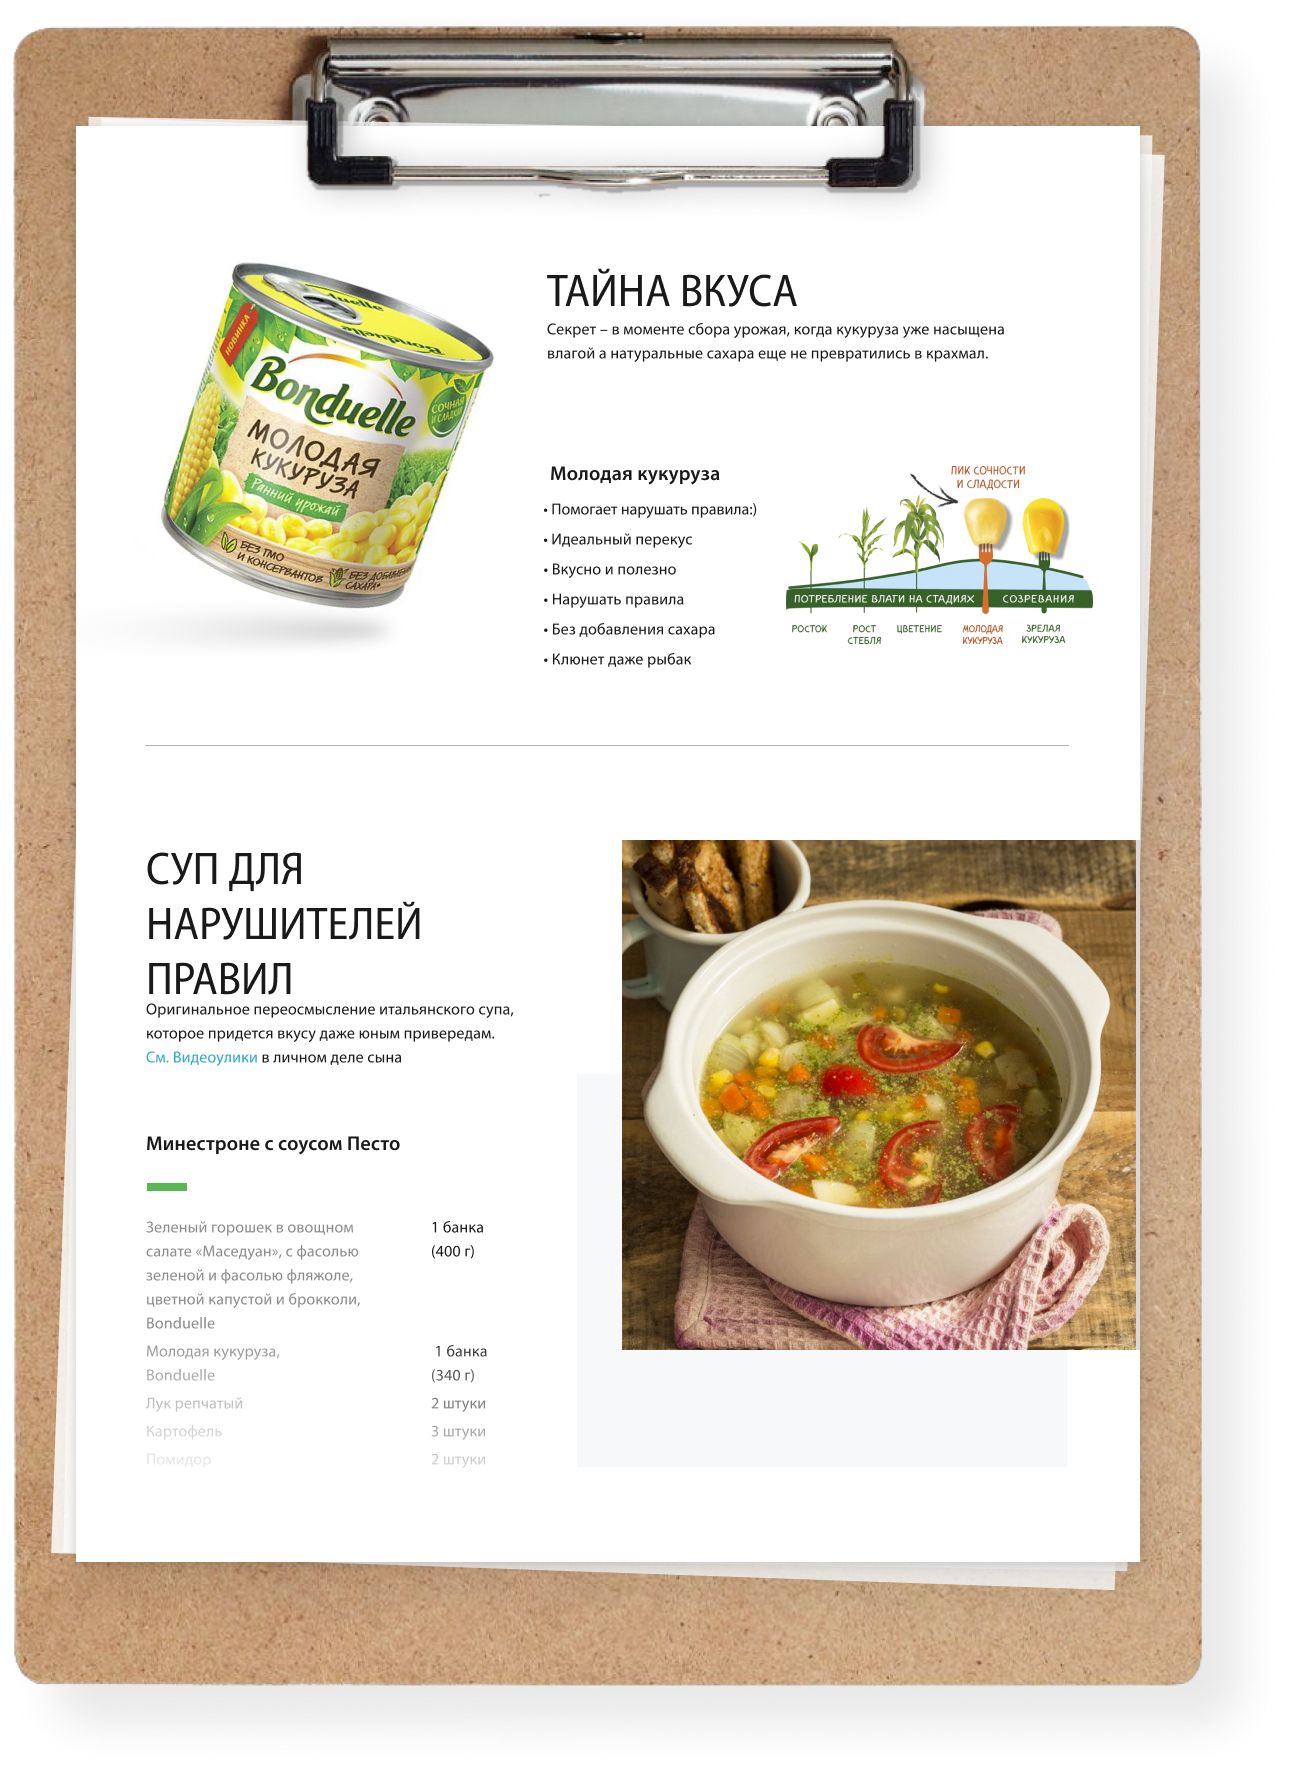 Bonduelle
Bonduelle
НОВИНКА
Bonduelle
СОЧНАЯ
И СЛАДКАЯ
МОЛОДАЯ
КУКУРУЗА
Ранний урожай
БЕЗ ГМО
И КОНСЕРВАНТОВ
БЕЗ ДОБАВЛЕНИЯ
САХАРА*
ТАЙНА ВКУСА
Секрет – в моменте сбора урожая, когда кукуруза уже насыщена
влагой а натуральные сахара еще не превратились в крахмал.
Молодая кукуруза
• Помогает нарушать правила:)
• Идеальный перекус
• Вкусно и полезно
• Нарушать правила
• Без добавления сахара
• Клюнет даже рыбак
ПИК СОЧНОСТИ
И СЛАДОСТИ
ПОТРЕБЛЕНИЕ ВЛАГИ НА СТАДИЯХ СОЗРЕВАНИЯ
РОСТОК
РОСТ
СТЕБЛЯ
ЦВЕТЕНИЕ
МОЛОДАЯ
КУКУРУЗА
ЗРЕЛАЯ
КУКУРУЗА
СУП ДЛЯ
НАРУШИТЕЛЕЙ
ПРАВИЛ
Оригинальное переосмысление итальянского супа,
которое придется вкусу даже юным привередам.
См. Видеоулики в личном деле сына
Минестроне с соусом Песто
Зеленый горошек в овощном 1 банка
салате «Маседуан», с фасолью (400 г)
зеленой и фасолью фляжоле,
цветной капустой и брокколи,
Bonduelle
Молодая кукуруза, 1 банка
Bonduelle (340 г)
Лук репчатый 2 штуки
Картофель 3 штуки
Помидор 2 штуки